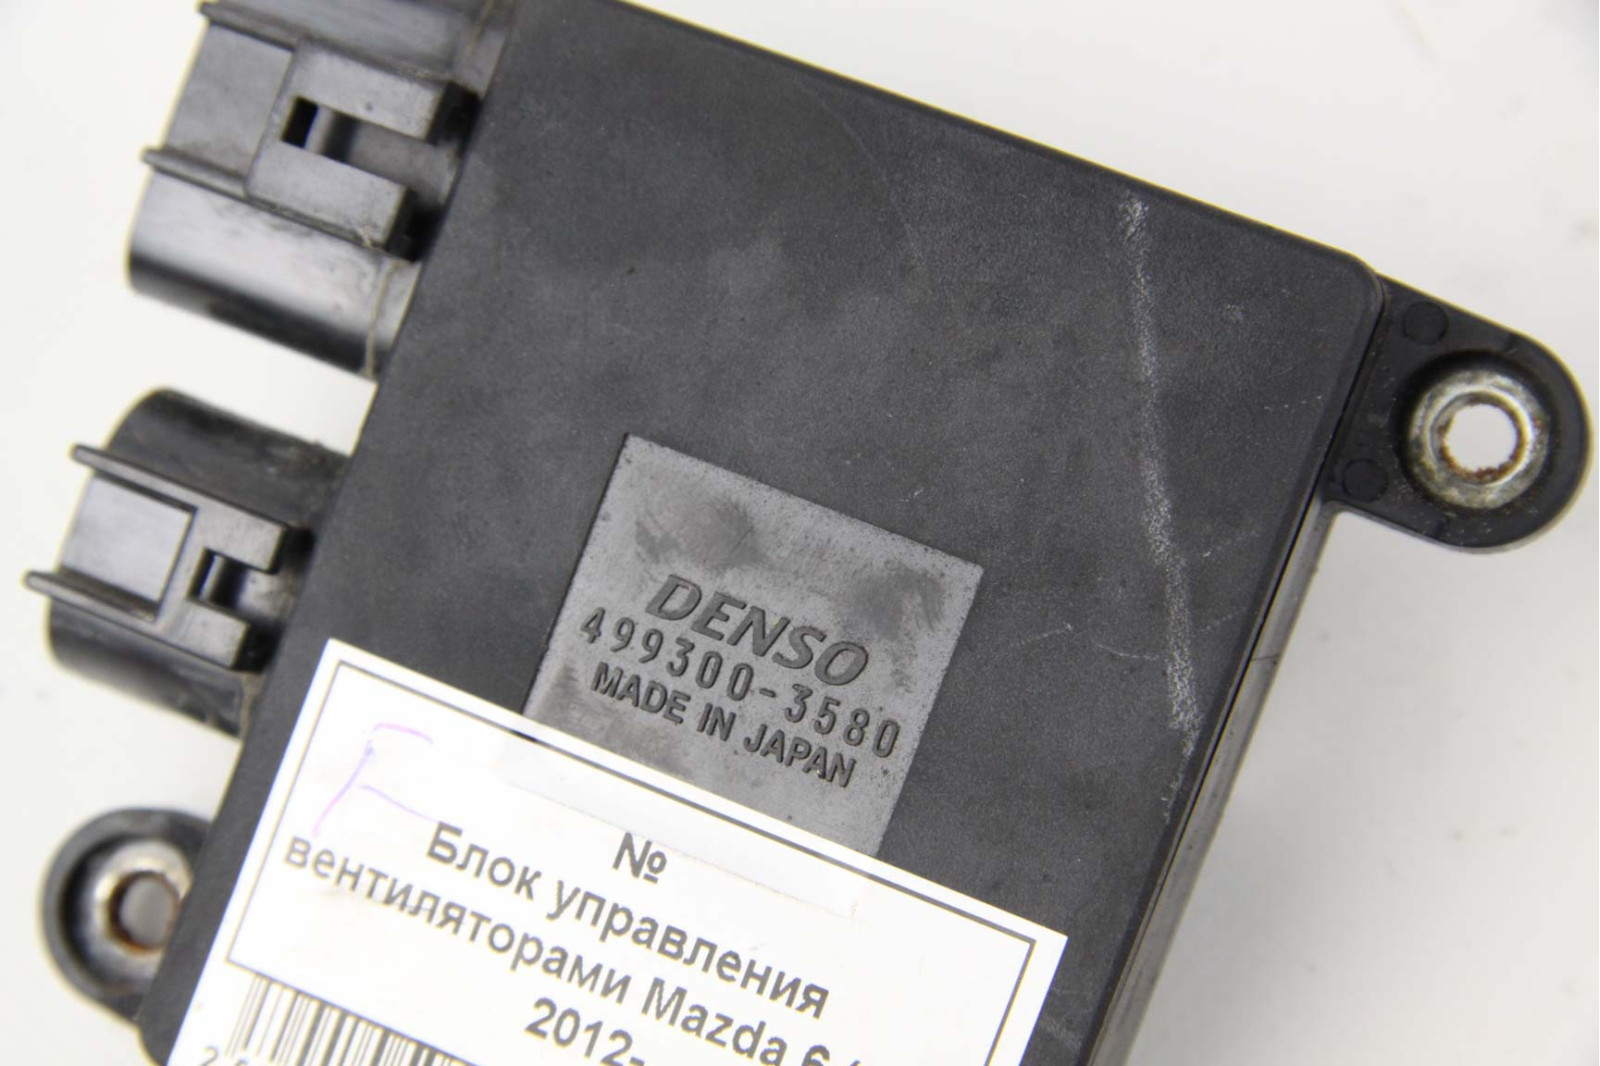 DENSO
499300-3580
MADE IN JAPAN
F
№
Блок управления
вентиляторами Mazda 6
2012-